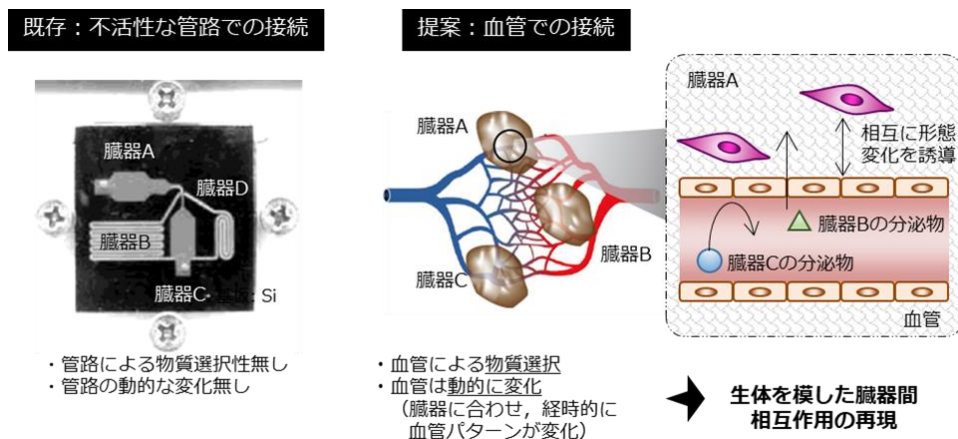 既存：不活性な管路での接続
提案：血管での接続
臓器A
臓器D
臓器B
臓器C
: Si
・管路による物質選択性無し
・管路の動的な変化無し
臓器A
臓器B
臓器C
・血管による物質選択
・血管は動的に変化
（臓器に合わせ，経時的に
血管パターンが変化）
臓器A
相互に形態
変化を誘導
臓器Bの分泌物
臓器Cの分泌物
血管
生体を模した臓器間
相互作用の再現